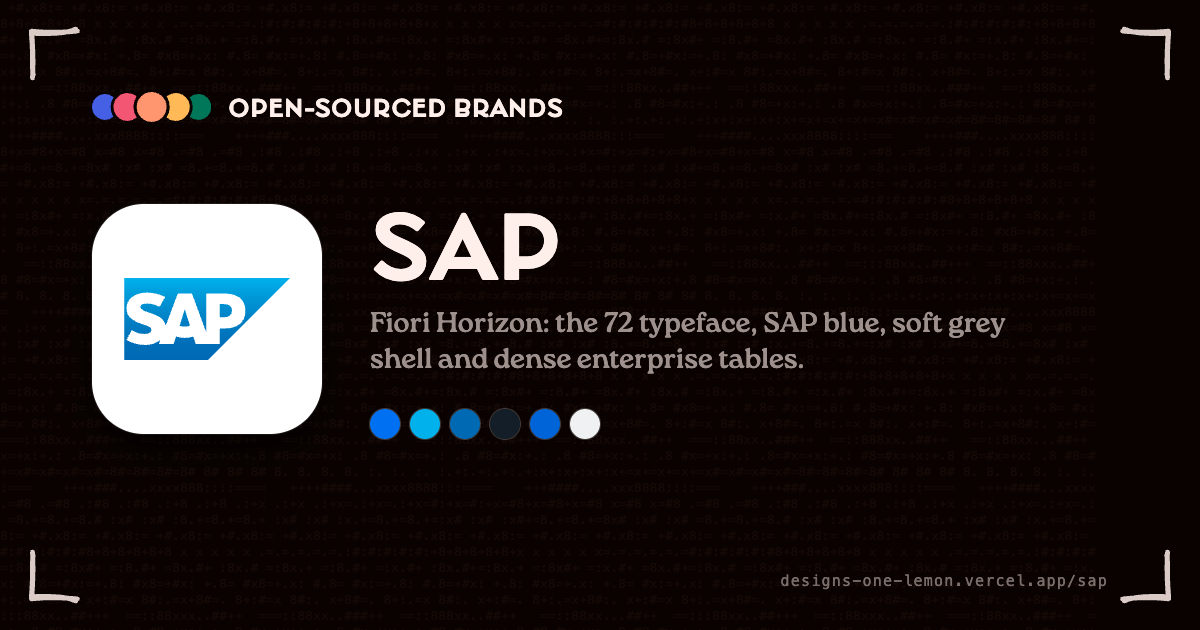 OPEN-SOURCED BRANDS
SAP
SAP
Fiori Horizon: the 72 typeface, SAP blue, soft grey
shell and dense enterprise tables.
designs-one-lemon.vercel.app/sap